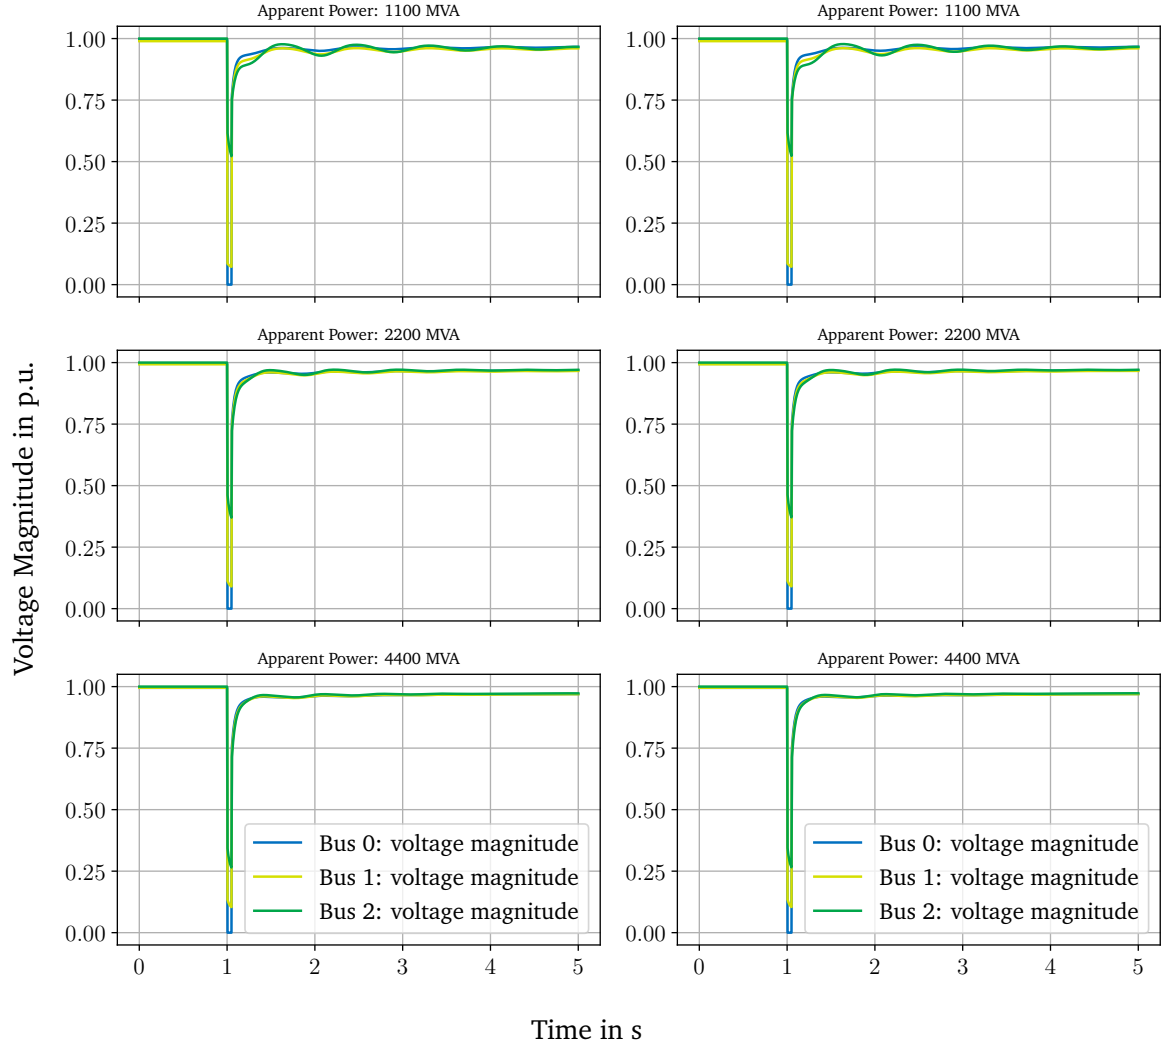 Apparent Power: 1100 MVA
Apparent Power: 1100 MVA
1.00
0.75
0.50
0.25
0.00
1.00
0.75
0.50
0.25
0.00
Apparent Power: 2200 MVA
Apparent Power: 2200 MVA
Voltage Magnitude in p.u.
1.00
0.75
0.50
0.25
0.00
1.00
0.75
0.50
0.25
0.00
Apparent Power: 4400 MVA
Apparent Power: 4400 MVA
1.00
0.75
0.50
0.25
0.00
Bus 0: voltage magnitude
Bus 1: voltage magnitude
Bus 2: voltage magnitude
0 1 2 3 4 5
1.00
0.75
0.50
0.25
0.00
Bus 0: voltage magnitude
Bus 1: voltage magnitude
Bus 2: voltage magnitude
0 1 2 3 4 5
Time in s